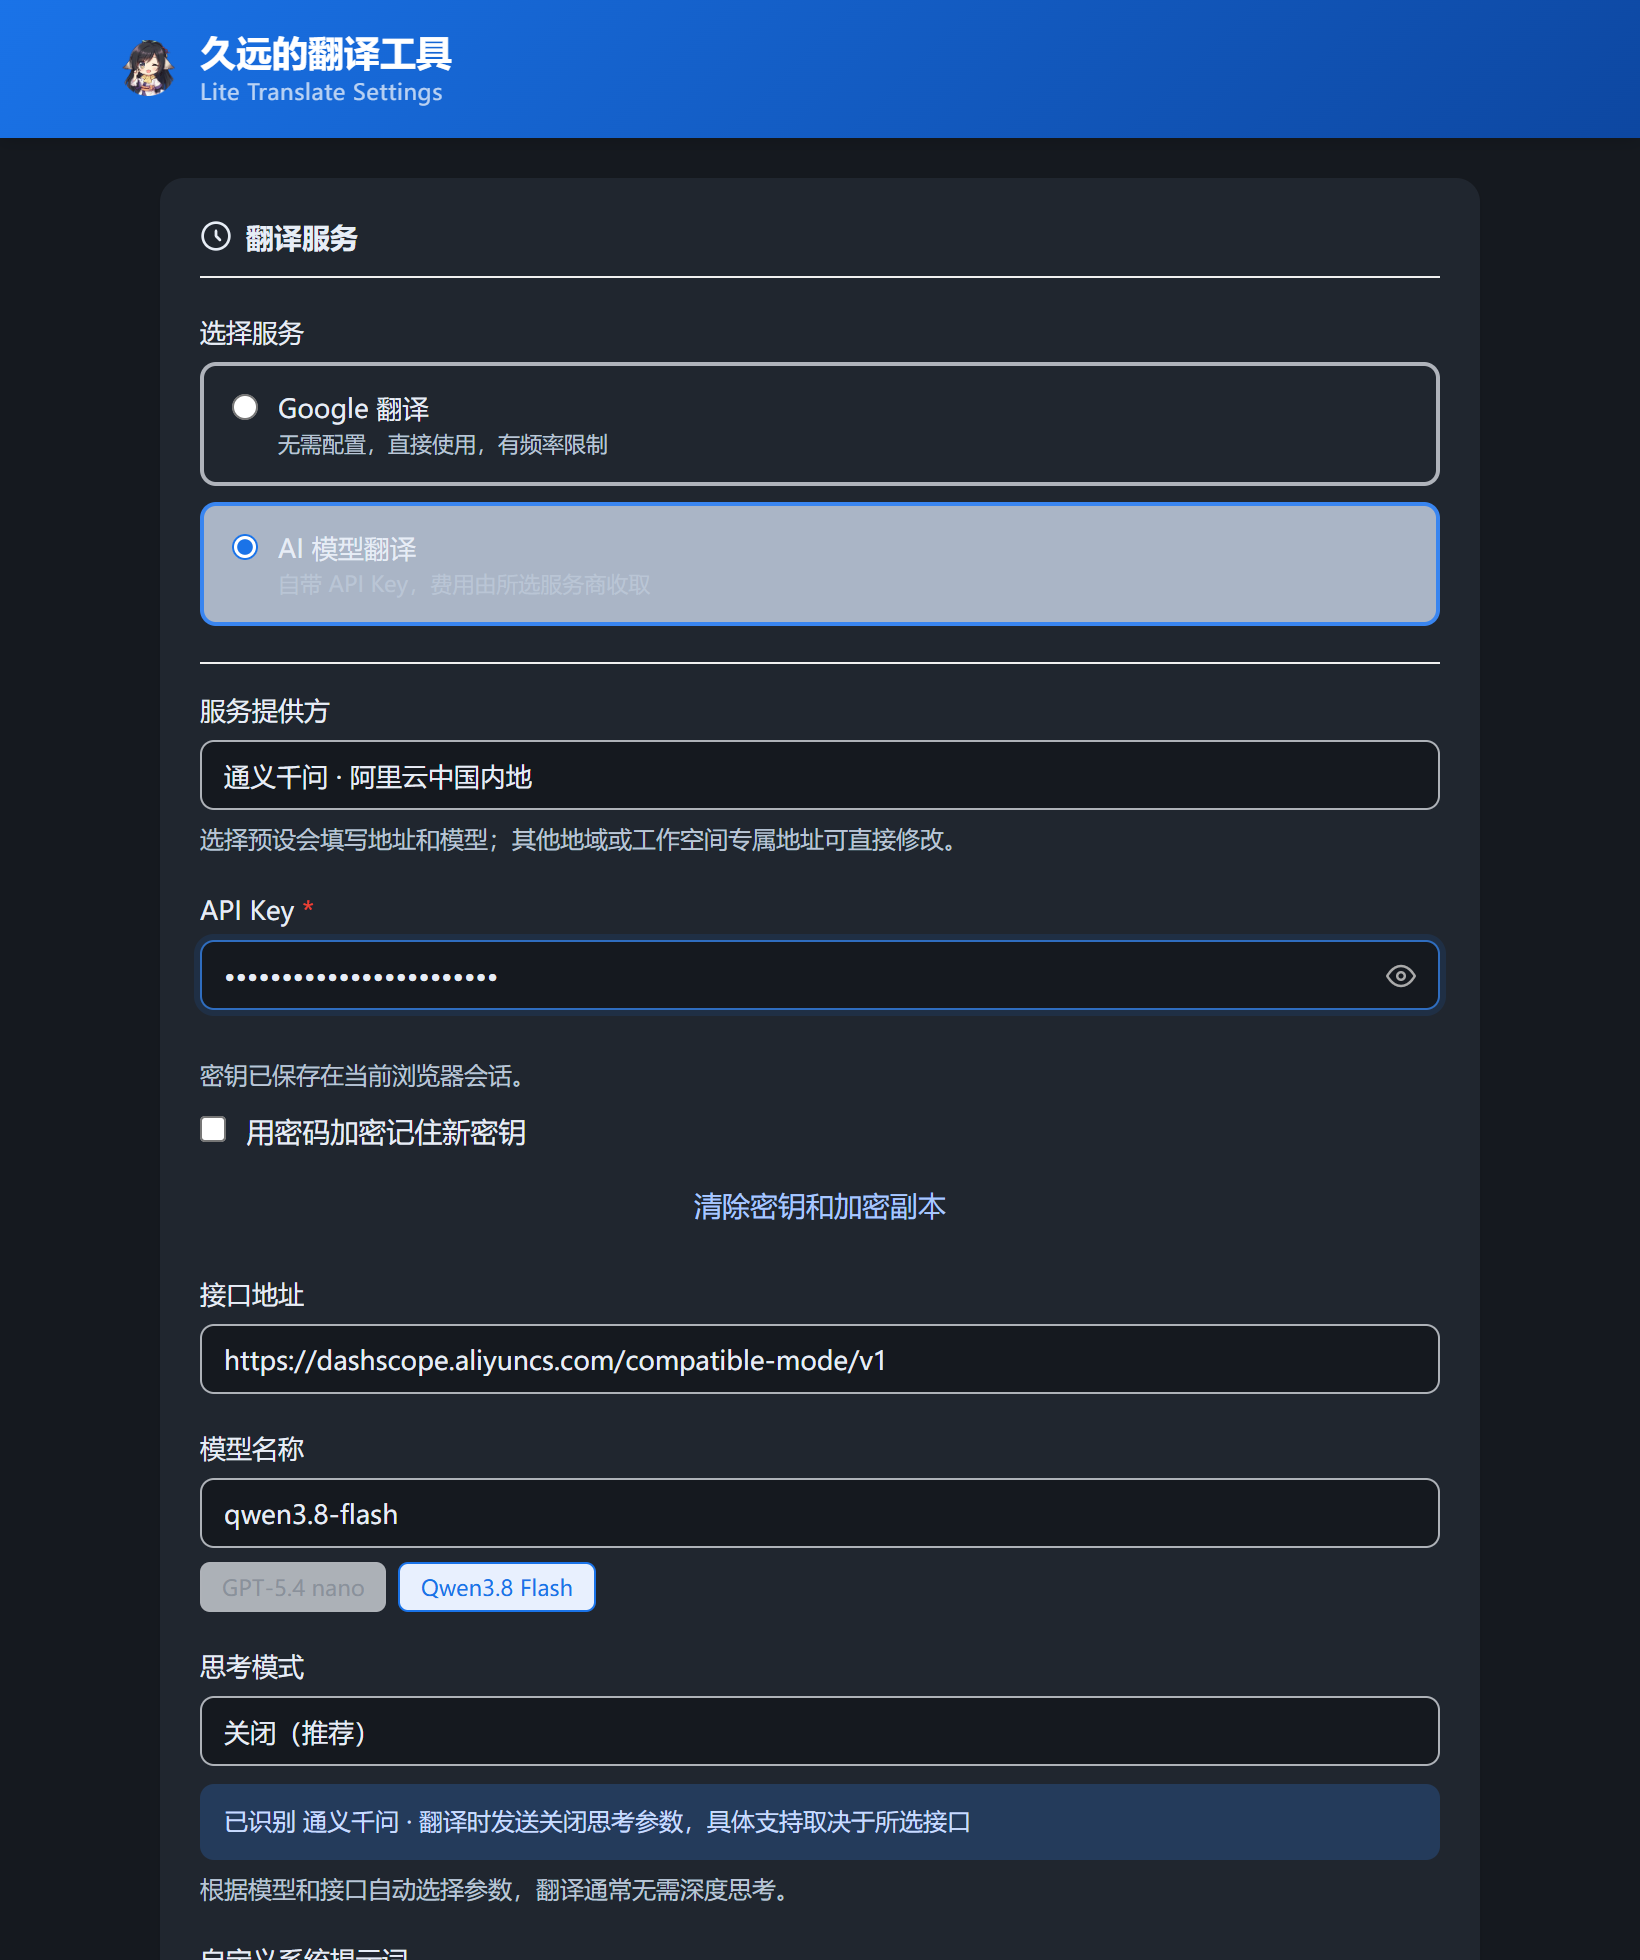 久远的翻译工具
Lite Translate Settings
翻译服务
选择服务
Google 翻译
无需配置，直接使用，有频率限制
AI 模型翻译
自带 API Key，费用由所选服务商收取
服务提供方
通义千问 · 阿里云中国内地
选择预设会填写地址和模型；其他地域或工作空间专属地址可直接修改。
API Key *
••••••••••••••••••••••••
密钥已保存在当前浏览器会话。
用密码加密记住新密钥
清除密钥和加密副本
接口地址
https://dashscope.aliyuncs.com/compatible-mode/v1
模型名称
qwen3.8-flash
GPT-5.4 nano
Qwen3.8 Flash
思考模式
关闭（推荐）
已识别 通义千问 · 翻译时发送关闭思考参数，具体支持取决于所选接口
根据模型和接口自动选择参数，翻译通常无需深度思考。
自定义系统提示词